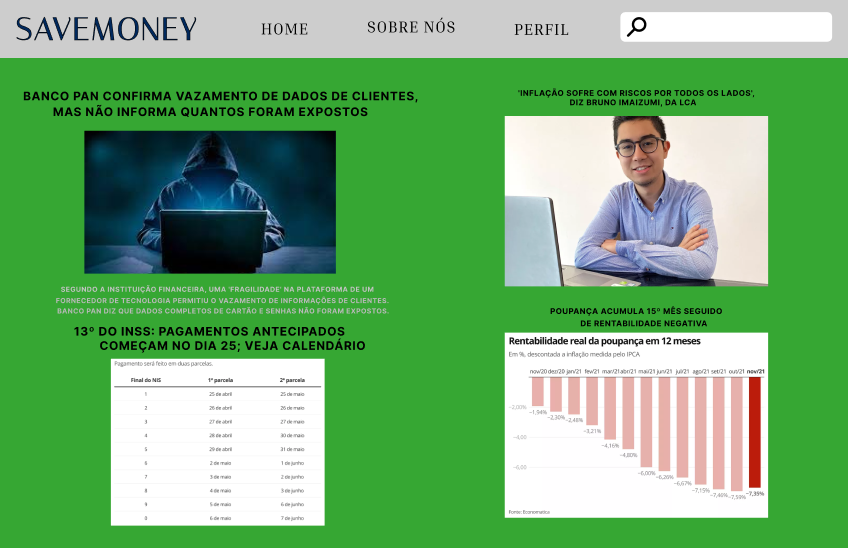 SAVEMONEY
HOME
SOBRE NÓS
PERFIL
BANCO PAN CONFIRMA VAZAMENTO DE DADOS DE CLIENTES,
MAS NÃO INFORMA QUANTOS FORAM EXPOSTOS
SEGUNDO A INSTITUIÇÃO FINANCEIRA, UMA 'FRAGILIDADE' NA PLATAFORMA DE UM
FORNECEDOR DE TECNOLOGIA PERMITIU O VAZAMENTO DE INFORMAÇÕES DE CLIENTES.
BANCO PAN DIZ QUE DADOS COMPLETOS DE CARTÃO E SENHAS NÃO FORAM EXPOSTOS.
13º DO INSS: PAGAMENTOS ANTECIPADOS
COMEÇAM NO DIA 25; VEJA CALENDÁRIO
Pagamento será feito em duas parcelas.
Final do NIS 1ª parcela 2ª parcela
1 25 de abril 25 de maio
2 26 de abril 26 de maio
3 27 de abril 27 de maio
4 28 de abril 30 de maio
5 29 de abril 31 de maio
6 2 de maio 1 de junho
7 3 de maio 2 de junho
8 4 de maio 3 de junho
9 5 de maio 6 de junho
0 6 de maio 7 de junho
'INFLAÇÃO SOFRE COM RISCOS POR TODOS OS LADOS',
DIZ BRUNO IMAIZUMI, DA LCA
POUPANÇA ACUMULA 15º MÊS SEGUIDO
DE RENTABILIDADE NEGATIVA
Rentabilidade real da poupança em 12 meses
Em %, descontada a inflação medida pelo IPCA
nov/20 dez/20 jan/21 fev/21 mar/21 abr/21 mai/21 jun/21 jul/21 ago/21 set/21 out/21 nov/21
-2,00%
-4,00
-6,00
-1,94% -2,30% -2,48% -3,21% -4,16% -4,80% -6,00% -6,26% -6,67% -7,15% -7,46% -7,59% -7,35%
Fonte: Economatica